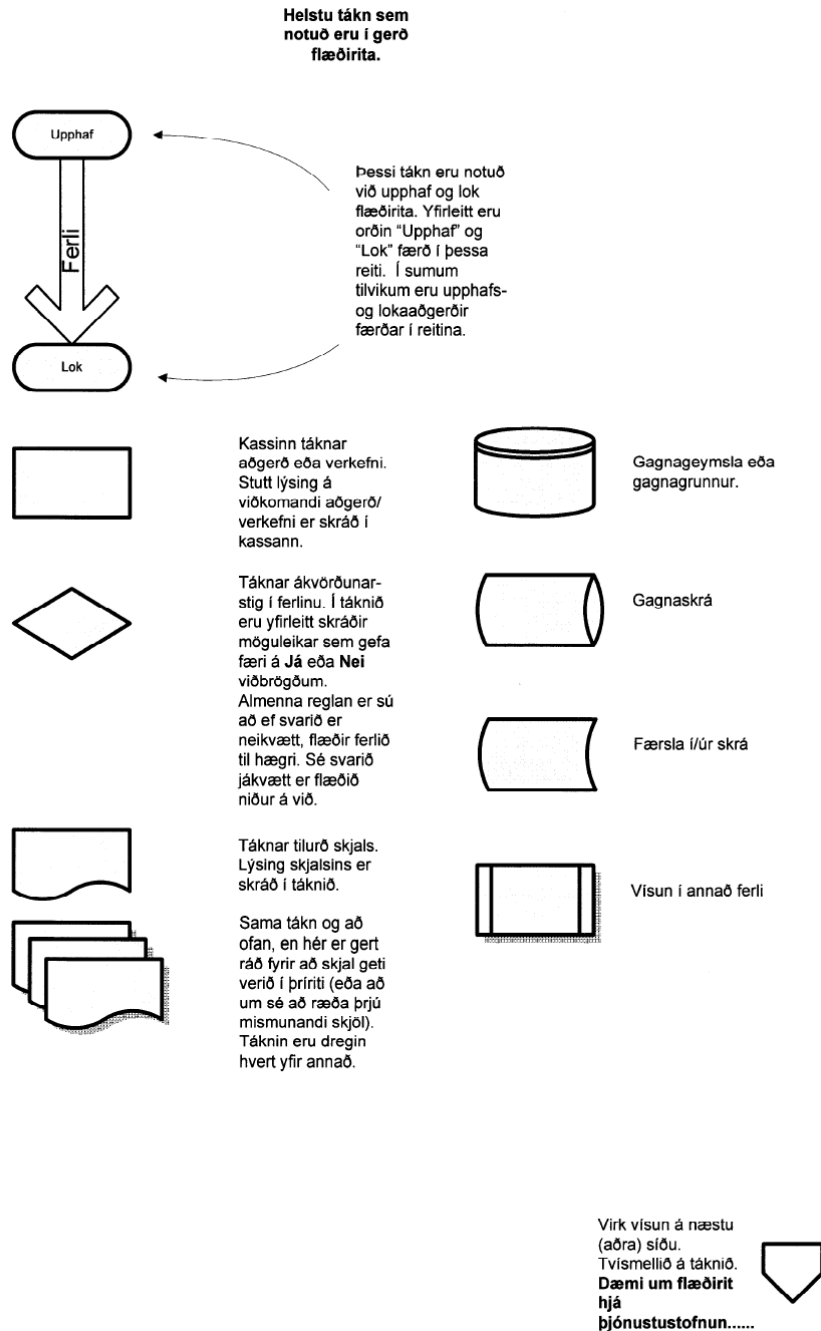 Helstu tákn sem
notuð eru í gerð
flæðirita.
Upphaf
Ferli
Lok
Þessi tákn eru notuð
við upphaf og lok
flæðirita. Yfirleitt eru
orðin “Upphaf” og
“Lok” færð í þessa
reiti. Í sumum
tilvikum eru upphafs-
og lokaaðgerðir
færðar í reitina.
Kassinn táknar
aðgerð eða verkefni.
Stutt lýsing á
viðkomandi aðgerð/
verkefni er skráð í
kassann.
Táknar ákvörðunar-
stig í ferlinu. Í táknið
eru yfirleitt skráðir
möguleikar sem gefa
færi á Já eða Nei
viðbrögðum.
Almenna reglan er sú
að ef svarið er
neikvætt, flæðir ferlið
til hægri. Sé svarið
jákvætt er flæðið
niður á við.
Táknar tilurð skjals.
Lýsing skjalsins er
skráð í táknið.
Sama tákn og að
ofan, en hér er gert
ráð fyrir að skjal geti
verið í þríriti (eða að
um sé að ræða þrjú
mismunandi skjöl).
Táknin eru dregin
hvert yfir annað.
Gagnageymsla eða
gagnagrunnur.
Gagnaskrá
Færsla í/úr skrá
Vísun í annað ferli
Virk vísun á næstu
(aðra) síðu.
Tvísmellið á táknið.
Dæmi um flæðirit
hjá
þjónustustofnun......